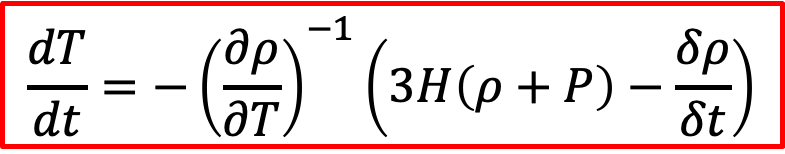 dT/dt = −(∂ρ/∂T)⁻¹ (3H(ρ + P) − δρ/δt)